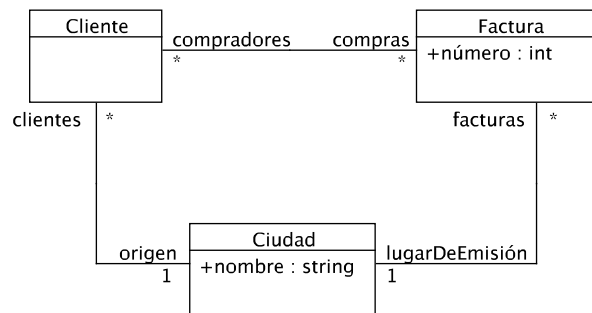 Cliente
Factura
compradores
compras
+número : int
*
*
clientes
*
facturas
*
Ciudad
origen
+nombre : string
lugarDeEmisión
1
1